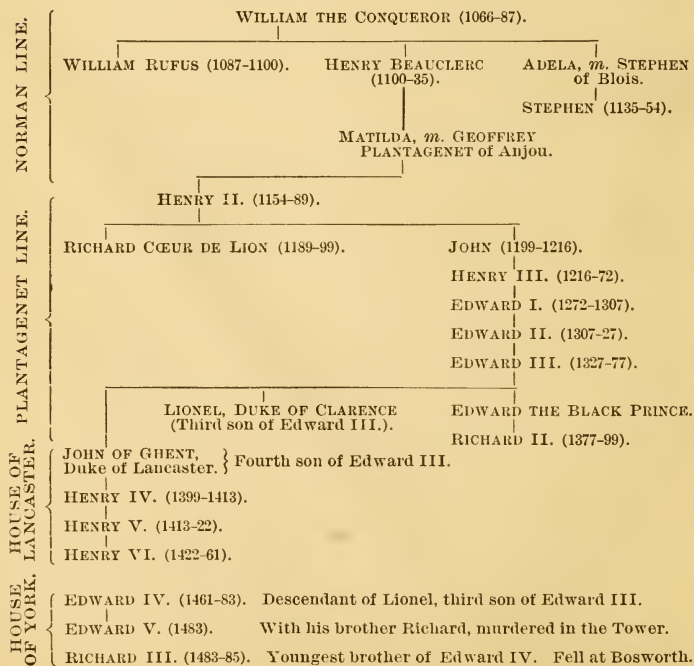 WILLIAM THE CONQUEROR (1066-87).
NORMAN LINE.
WILLIAM RUFUS (1087-1100).
HENRY BEAUCLERC
(1100-35).
ADELA, m. STEPHEN
of Blois.
STEPHEN (1135-54).
MATILDA, m. GEOFFREY
PLANTAGENET of Anjou.
PLANTAGENET LINE.
HENRY II. (1154-89).
RICHARD CŒUR DE LION (1189-99).
JOHN (1199-1216).
HENRY III. (1216-72).
EDWARD I. (1272-1307).
EDWARD II. (1307-27).
EDWARD III. (1327-77).
LIONEL, DUKE OF CLARENCE
(Third son of Edward III.).
EDWARD THE BLACK PRINCE.
RICHARD II. (1377-99).
HOUSE OF
LANCASTER.
JOHN OF GHENT,
Duke of Lancaster. } Fourth son of Edward III.
HENRY IV. (1399-1413).
HENRY V. (1413-22).
HENRY VI. (1422-61).
HOUSE
OF YORK.
EDWARD IV. (1461-83). Descendant of Lionel, third son of Edward III.
EDWARD V. (1483). With his brother Richard, murdered in the Tower.
RICHARD III. (1483-85). Youngest brother of Edward IV. Fell at Bosworth.